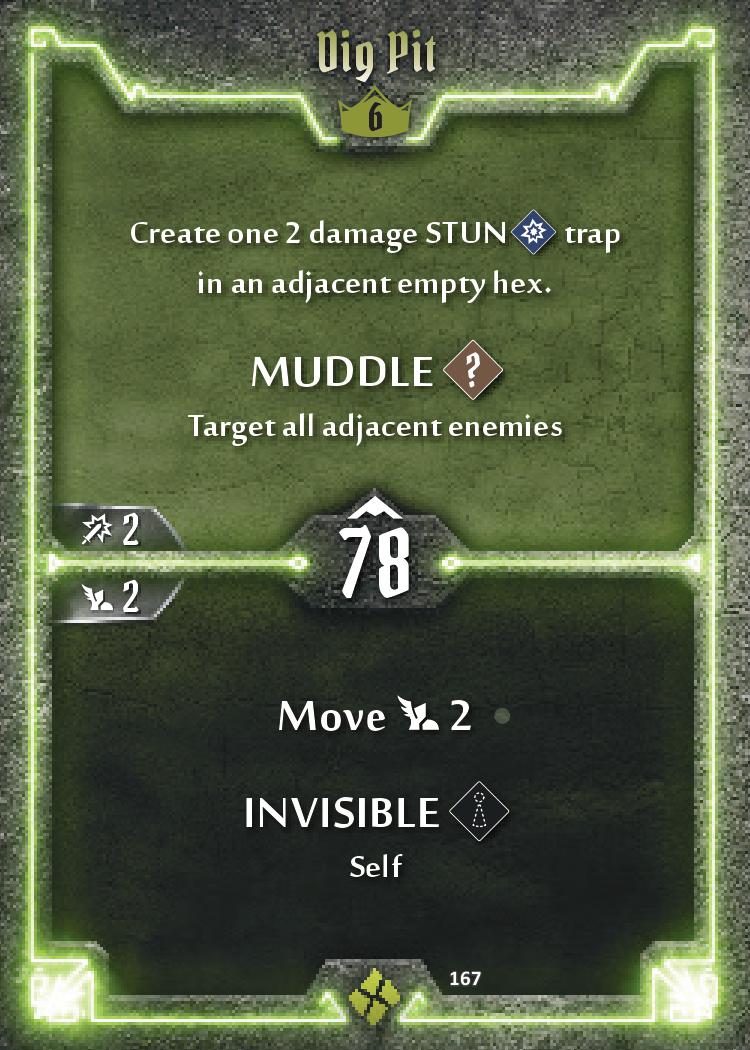 Dig Pit
6
Create one 2 damage STUN trap
in an adjacent empty hex.
MUDDLE ?
Target all adjacent enemies
2
78
2
Move 2
INVISIBLE
Self
167